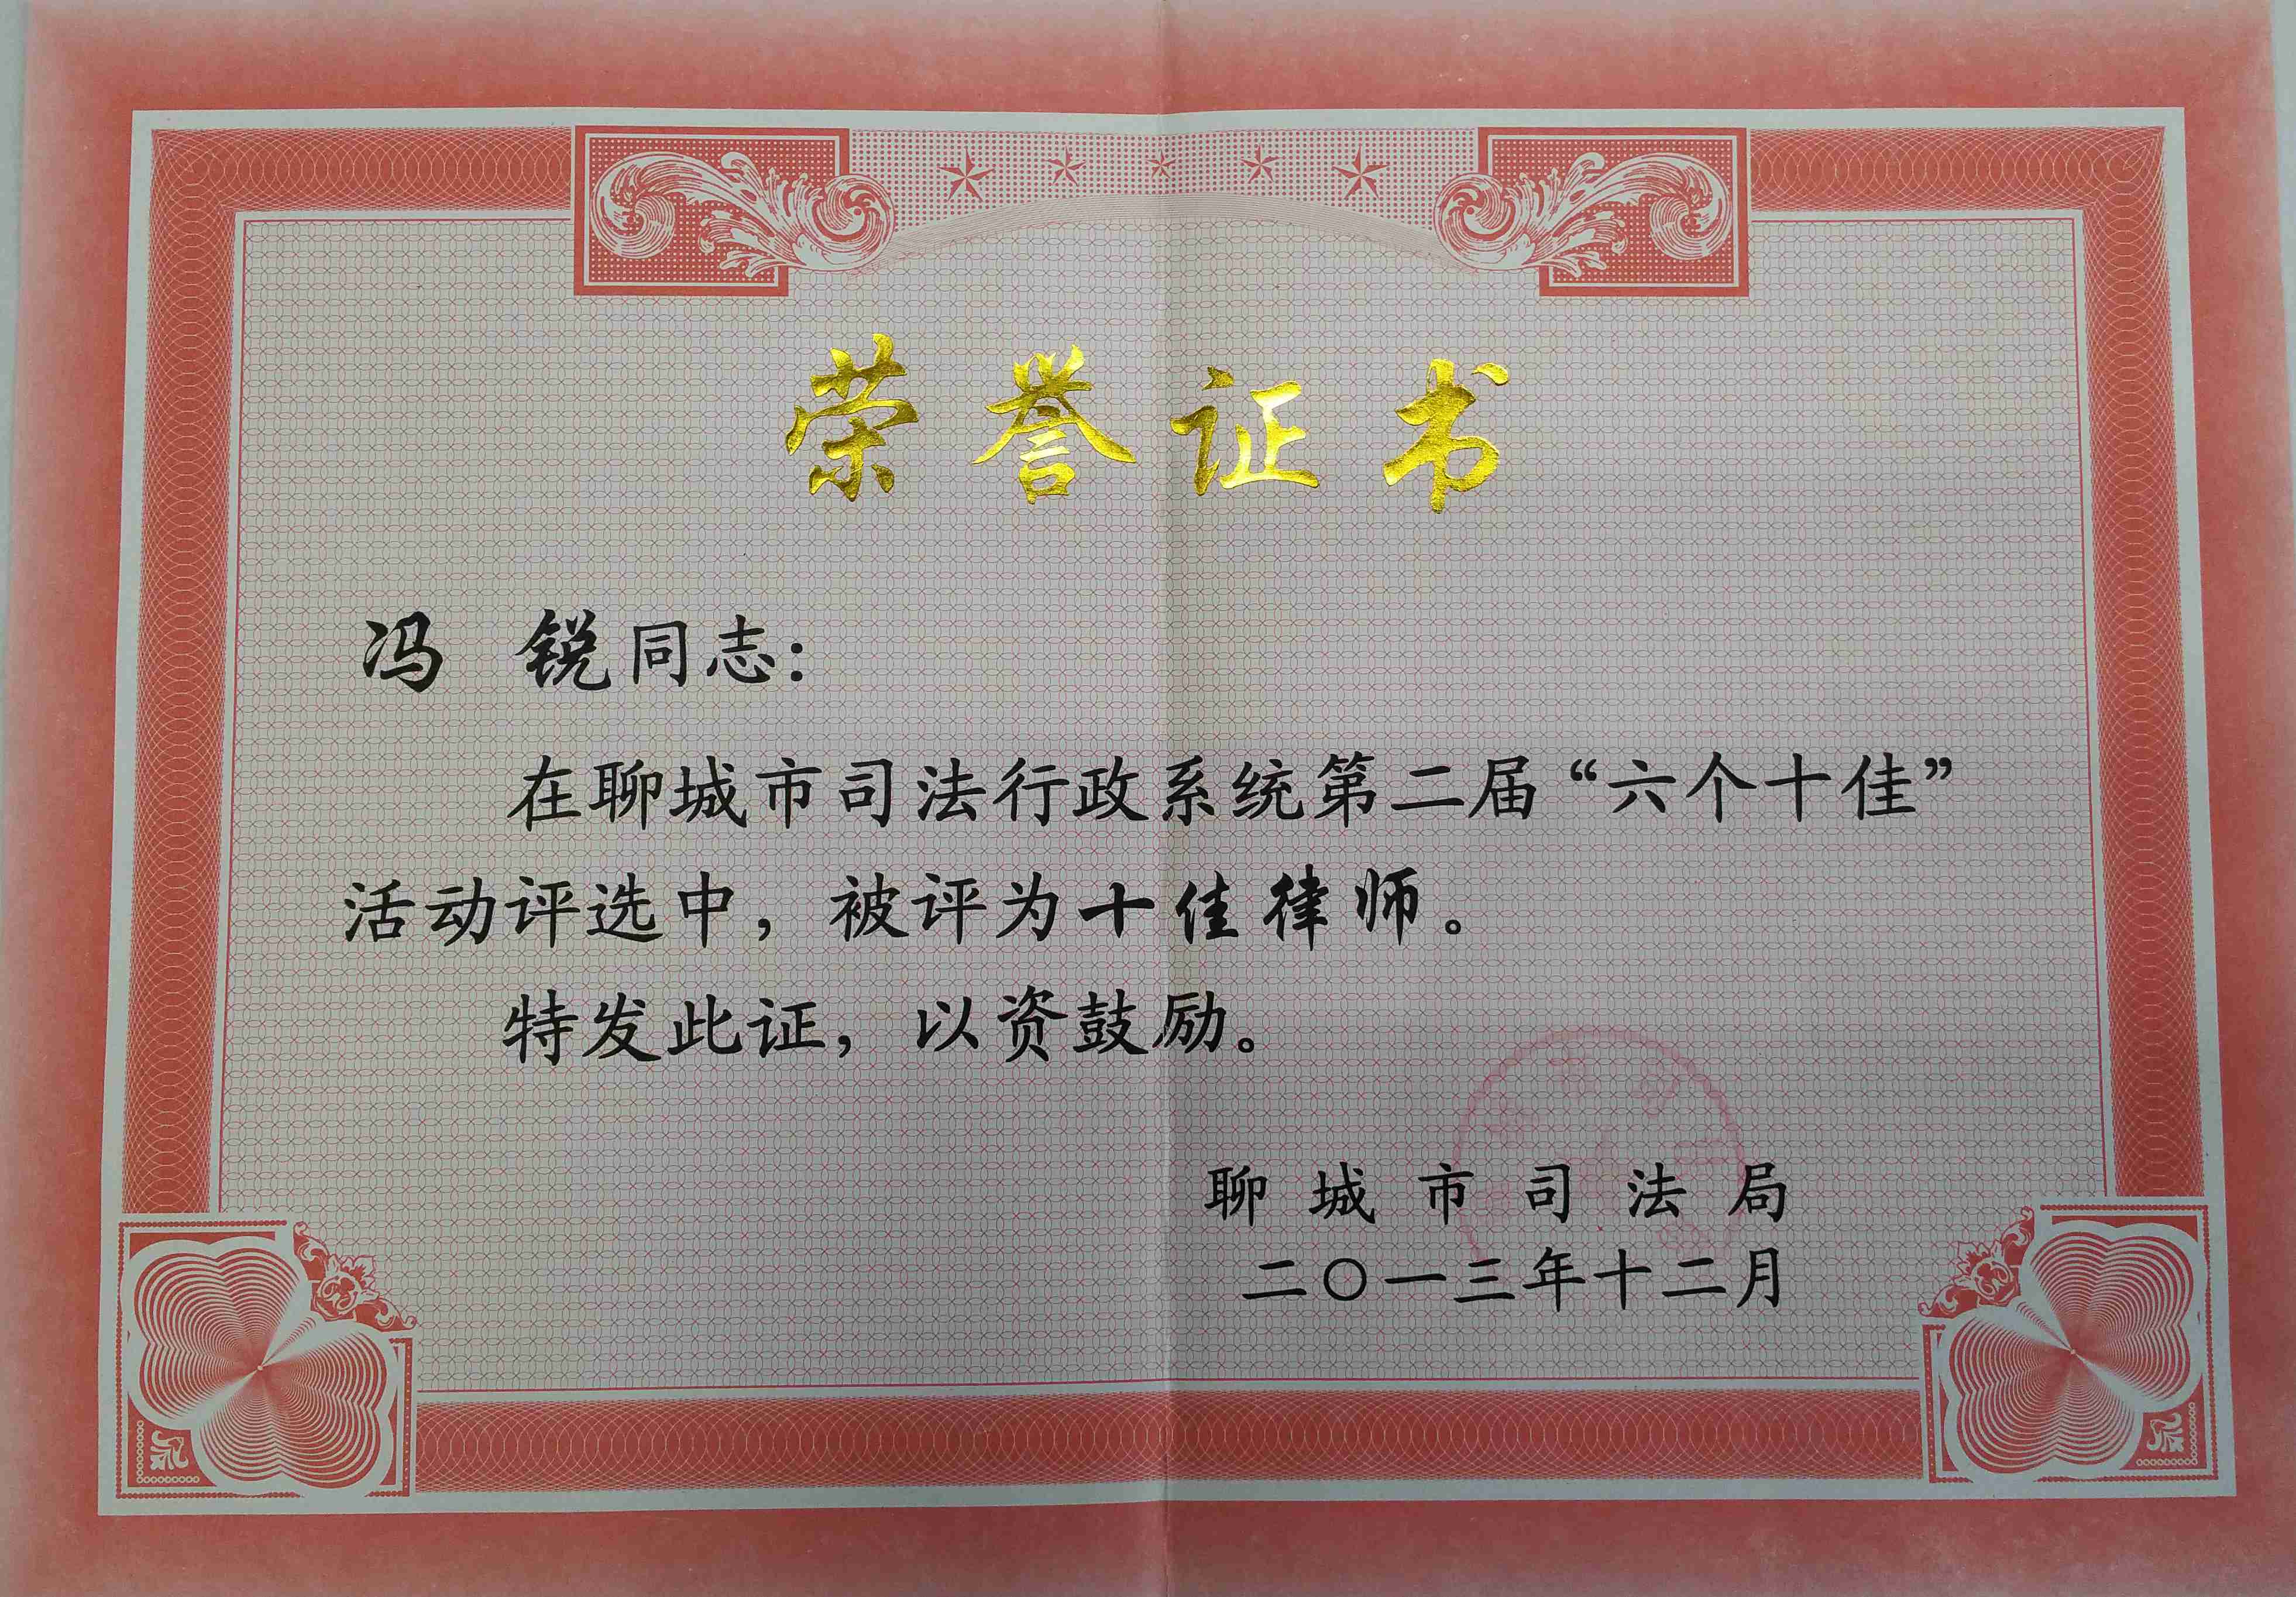 荣誉证书
冯 锐同志：
在聊城市司法行政系统第二届“六个十佳”
活动评选中，被评为十佳律师。
特发此证，以资鼓励。
聊城市司法局
二〇一三年十二月